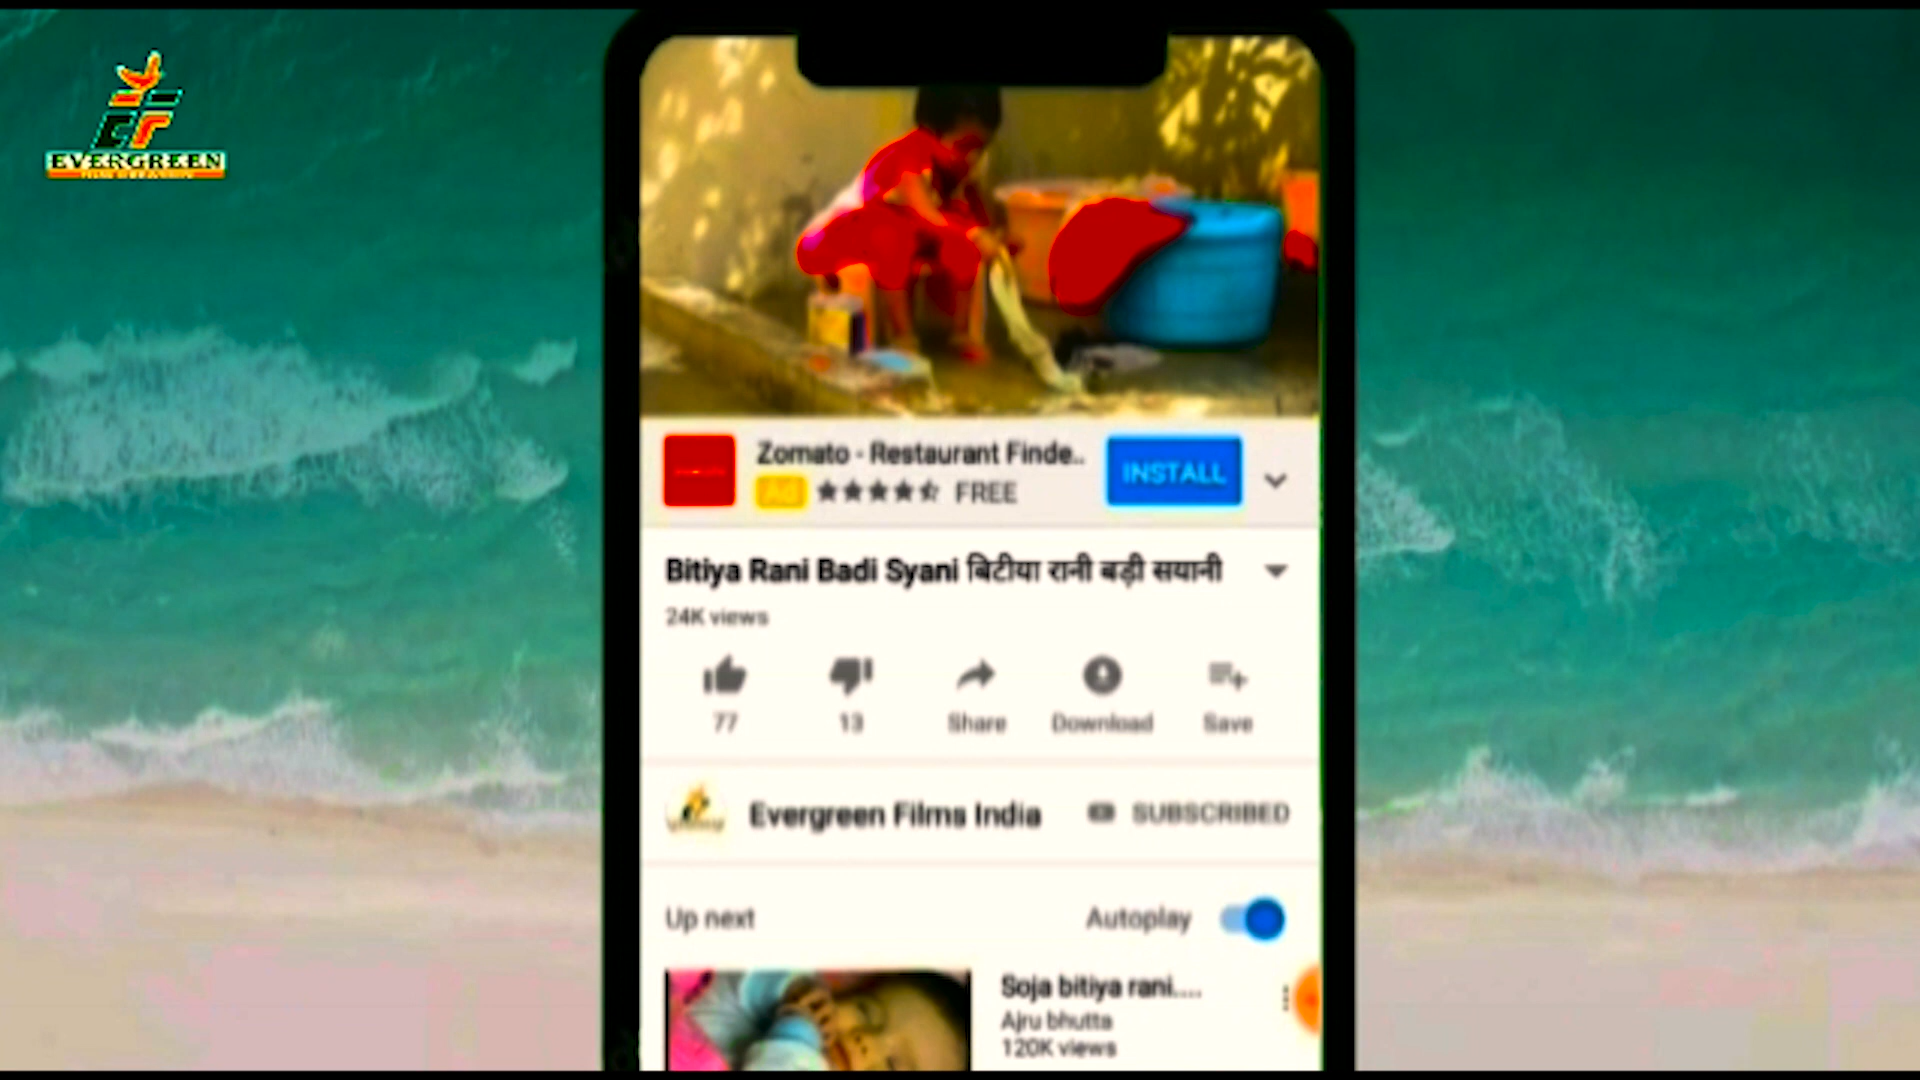 EVERGREEN
Zomato - Restaurant Finde..
INSTALL
Ad
FREE
Bitiya Rani Badi Syani बिटीया रानी बड़ी सयानी
24K views
77
13
Share
Download
Save
Evergreen Films India
SUBSCRIBED
Up next
Autoplay
Soja bitiya rani....
Ajru bhutta
120K views